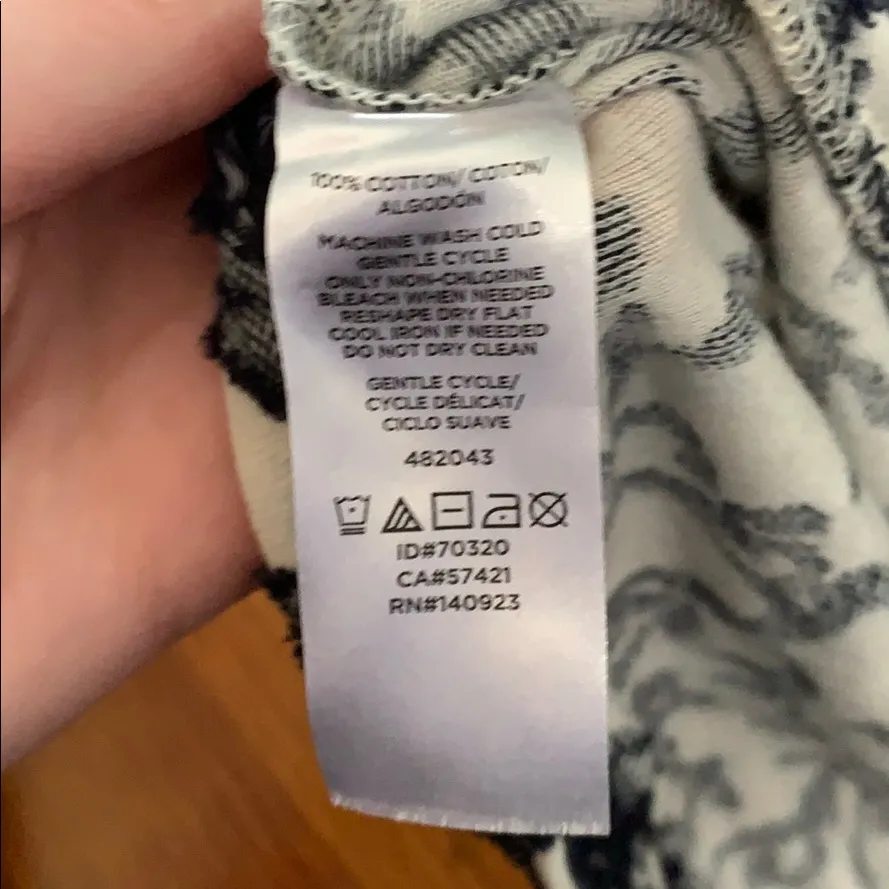 100% COTTON/ COTON/
ALGODÓN
MACHINE WASH COLD
GENTLE CYCLE
ONLY NON-CHLORINE
BLEACH WHEN NEEDED
RESHAPE DRY FLAT
COOL IRON IF NEEDED
DO NOT DRY CLEAN
GENTLE CYCLE/
CYCLE DÉLICAT/
CICLO SUAVE
482043
ID#70320
CA#57421
RN#140923